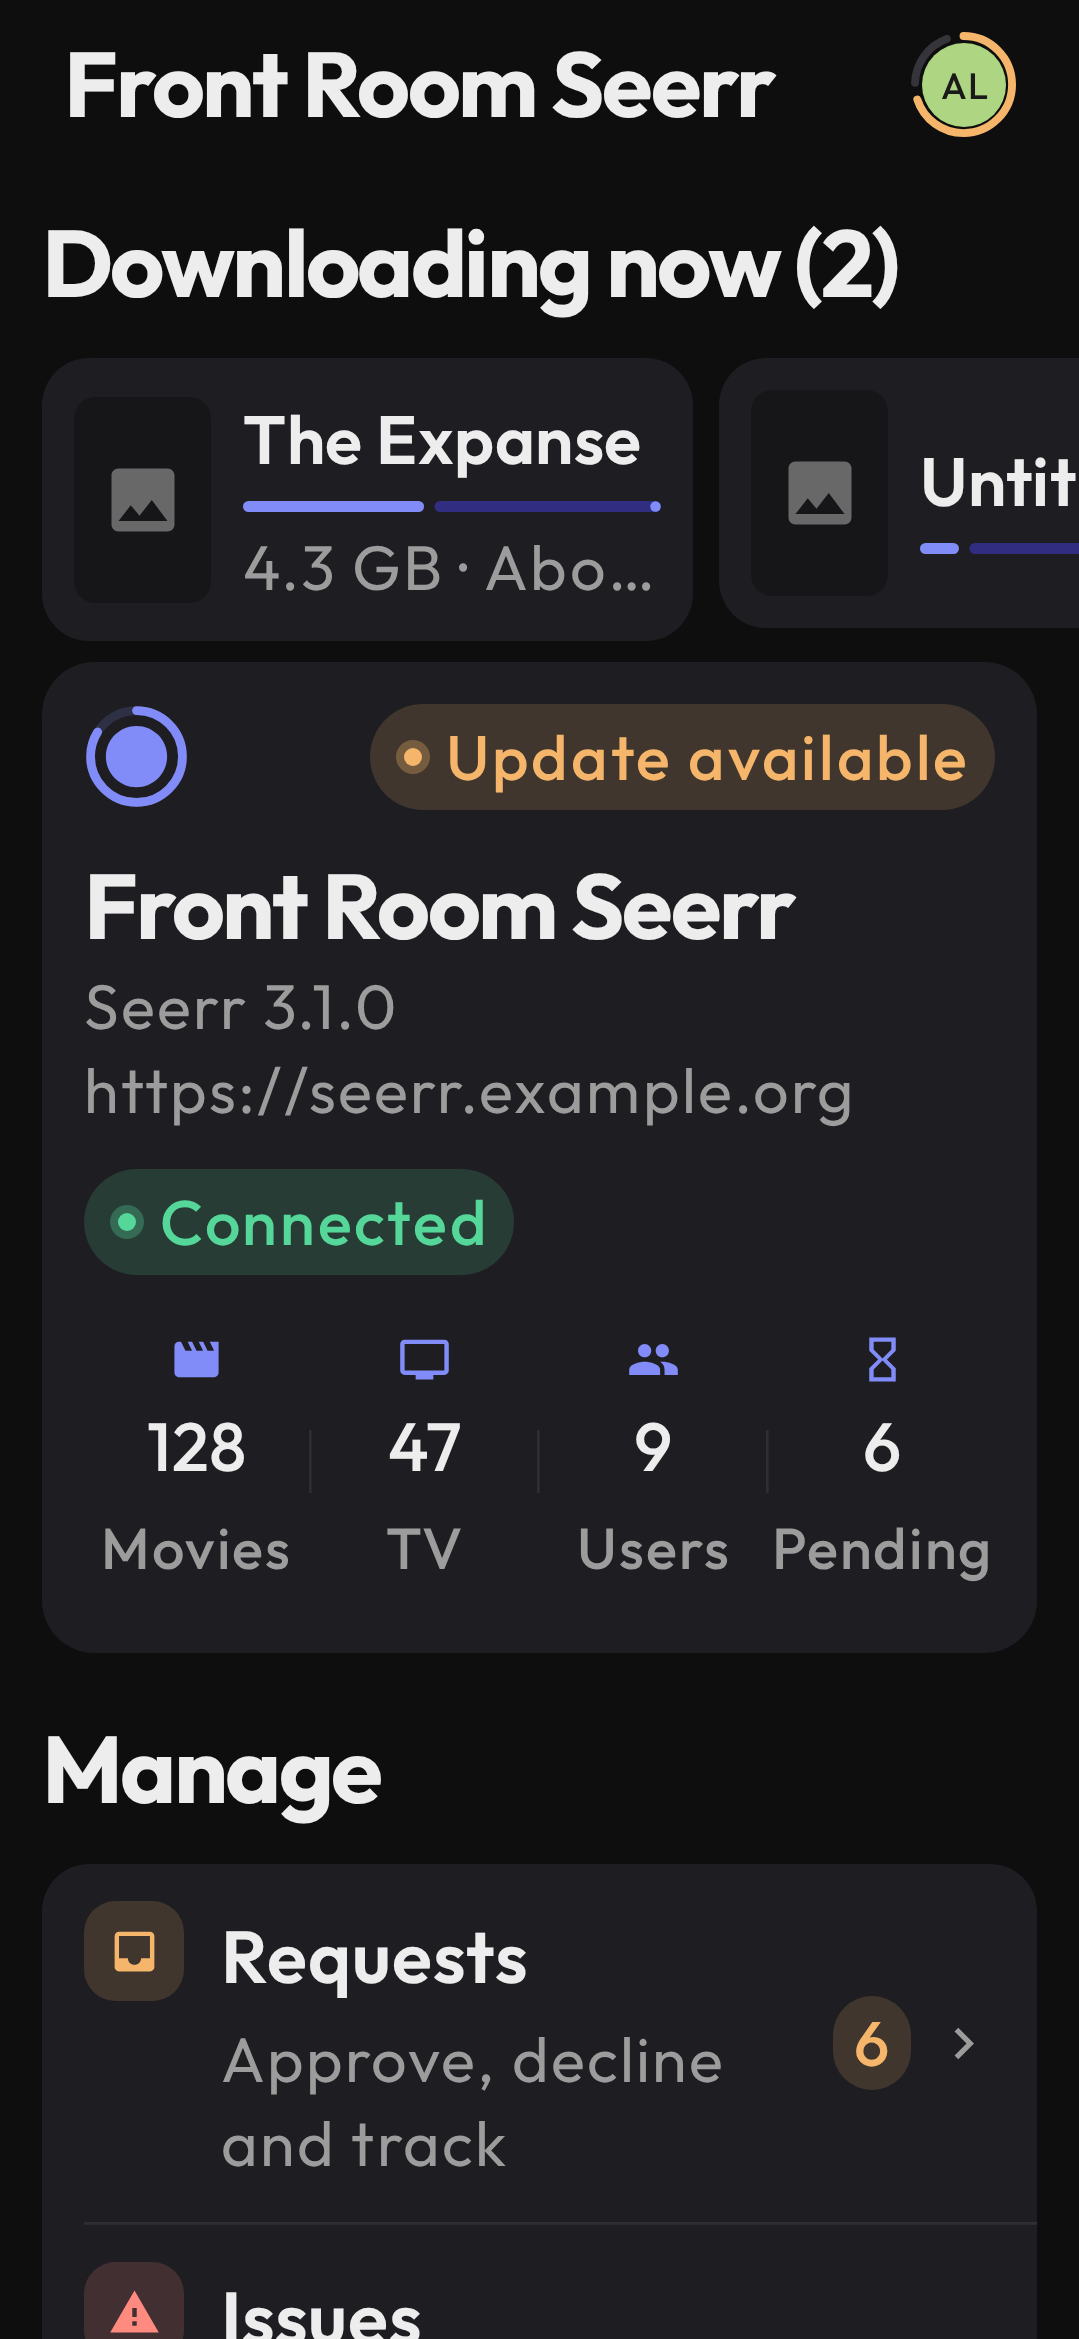 Front Room Seerr
AL
Downloading now (2)
The Expanse
4.3 GB · Abo...
Untit
Update available
Front Room Seerr
Seerr 3.1.0
https://seerr.example.org
Connected
128
47
9
6
Movies
TV
Users
Pending
Manage
Requests
Approve, decline
and track
6
Issues